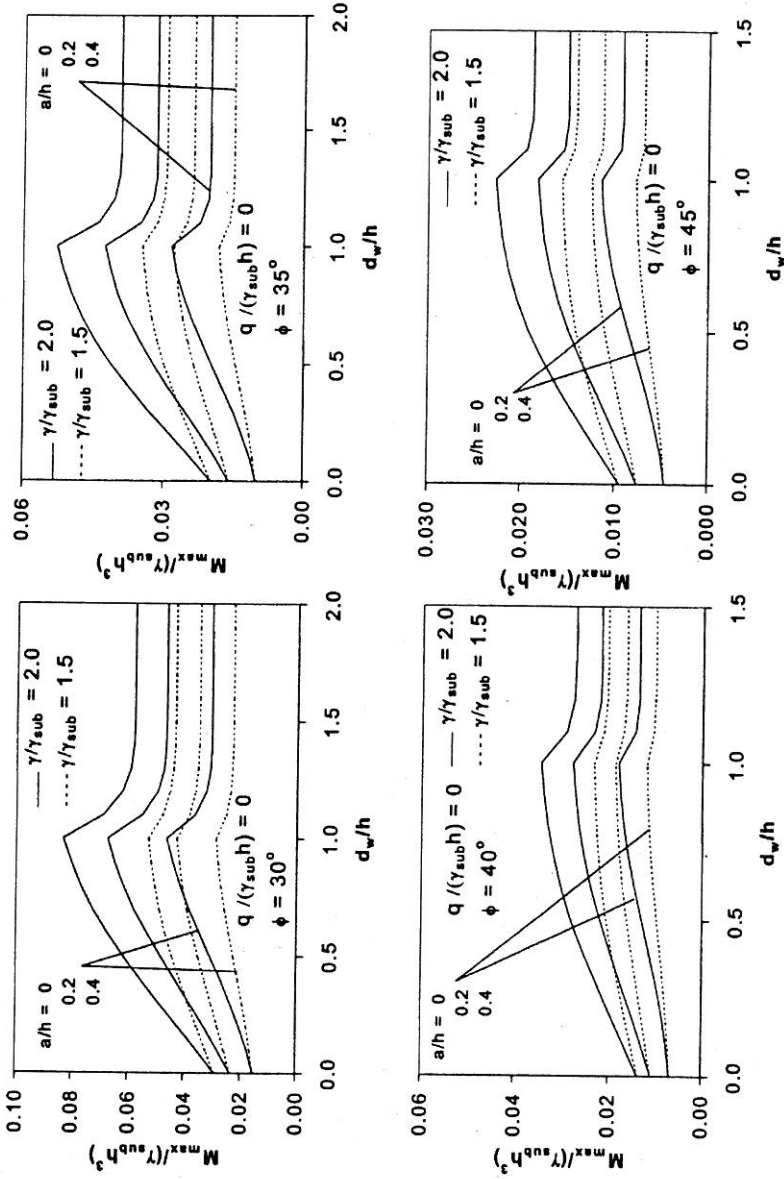 0.10
0.08
0.06
0.04
0.02
0.00
M_max/(γ_sub h³)
γ/γ_sub = 2.0
γ/γ_sub = 1.5
a/h = 0
0.2
0.4
q /(γ_sub h) = 0
φ = 30°
0.0 0.5 1.0 1.5 2.0
d_w/h
0.06
0.03
0.00
M_max/(γ_sub h³)
γ/γ_sub = 2.0
γ/γ_sub = 1.5
a/h = 0
0.2
0.4
q /(γ_sub h) = 0
φ = 35°
0.0 0.5 1.0 1.5 2.0
d_w/h
0.06
0.04
0.02
0.00
M_max/(γ_sub h³)
q /(γ_sub h) = 0
φ = 40°
γ/γ_sub = 2.0
γ/γ_sub = 1.5
a/h = 0
0.2
0.4
0.0 0.5 1.0 1.5
d_w/h
0.030
0.020
0.010
0.000
M_max/(γ_sub h³)
γ/γ_sub = 2.0
γ/γ_sub = 1.5
a/h = 0
0.2
0.4
q /(γ_sub h) = 0
φ = 45°
0.0 0.5 1.0 1.5
d_w/h